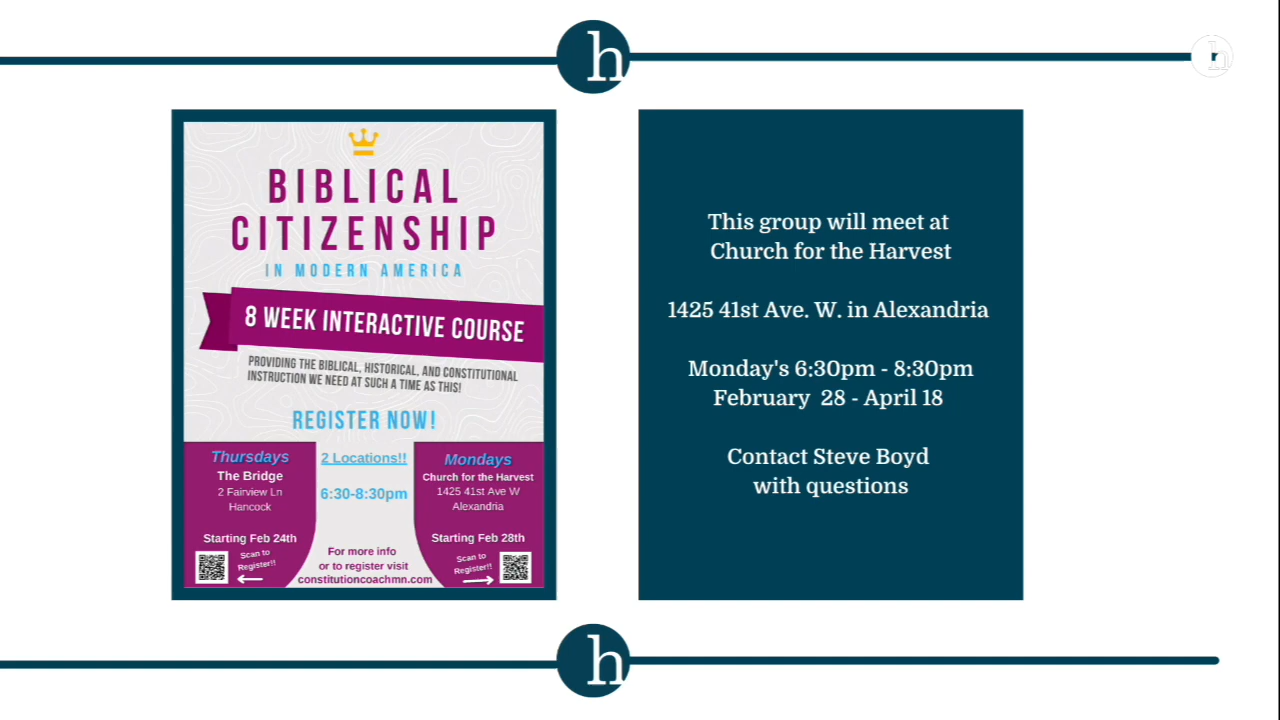 h
h
BIBLICAL
CITIZENSHIP
IN MODERN AMERICA
8 WEEK INTERACTIVE COURSE
PROVIDING THE BIBLICAL, HISTORICAL, AND CONSTITUTIONAL
INSTRUCTION WE NEED AT SUCH A TIME AS THIS!
REGISTER NOW!
Thursdays
The Bridge
2 Fairview Ln
Hancock
Starting Feb 24th
Scan to
Register!!
2 Locations!!
6:30-8:30pm
For more info
or to register visit
constitutioncoachmn.com
Mondays
Church for the Harvest
1425 41st Ave W
Alexandria
Starting Feb 28th
Scan to
Register!!
This group will meet at
Church for the Harvest
1425 41st Ave. W. in Alexandria
Monday's 6:30pm - 8:30pm
February  28 - April 18
Contact Steve Boyd
with questions
h